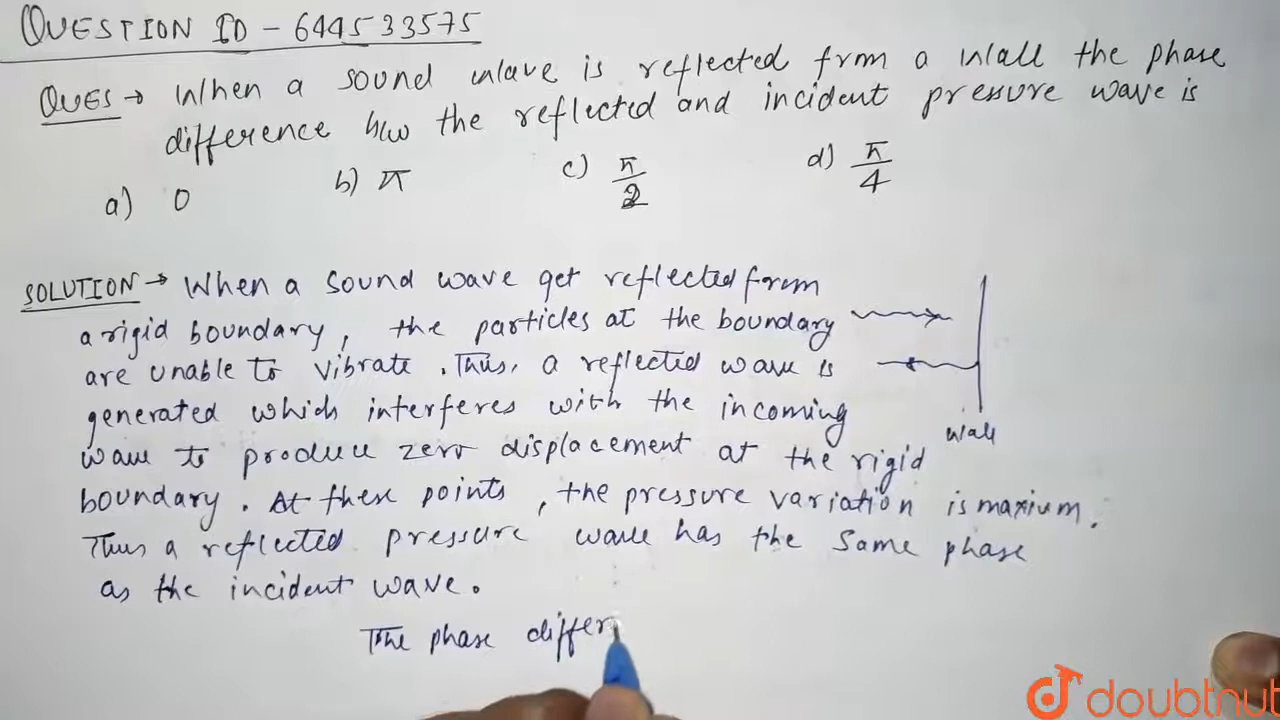 QUESTION ID - 644533575
QUES → When a sound wave is reflected frm a wall the phase
difference b/w the reflected and incident pressure wave is
a) 0 b) π c) π/2 d) π/4
SOLUTION → When a sound wave get reflected form
a rigid boundary, the particles at the boundary
are unable to vibrate. Thus, a reflected wave is
generated which interferes with the incoming
wave to produce zero displacement at the rigid
wall
boundary. At these points, the pressure variation is maxium.
Thus a reflected pressure wave has the same phase
as the incident wave.
The phase differ
doubtnut